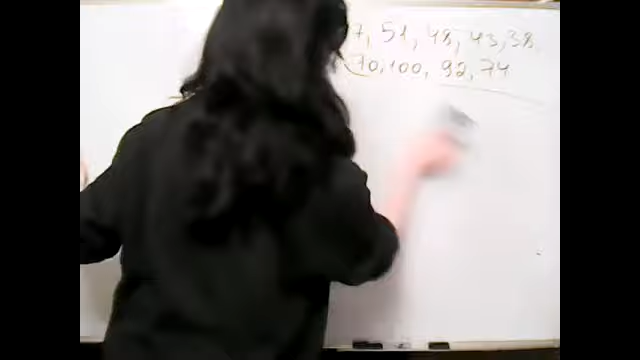 7, 51, 48, 43, 38
70, 100, 92, 74